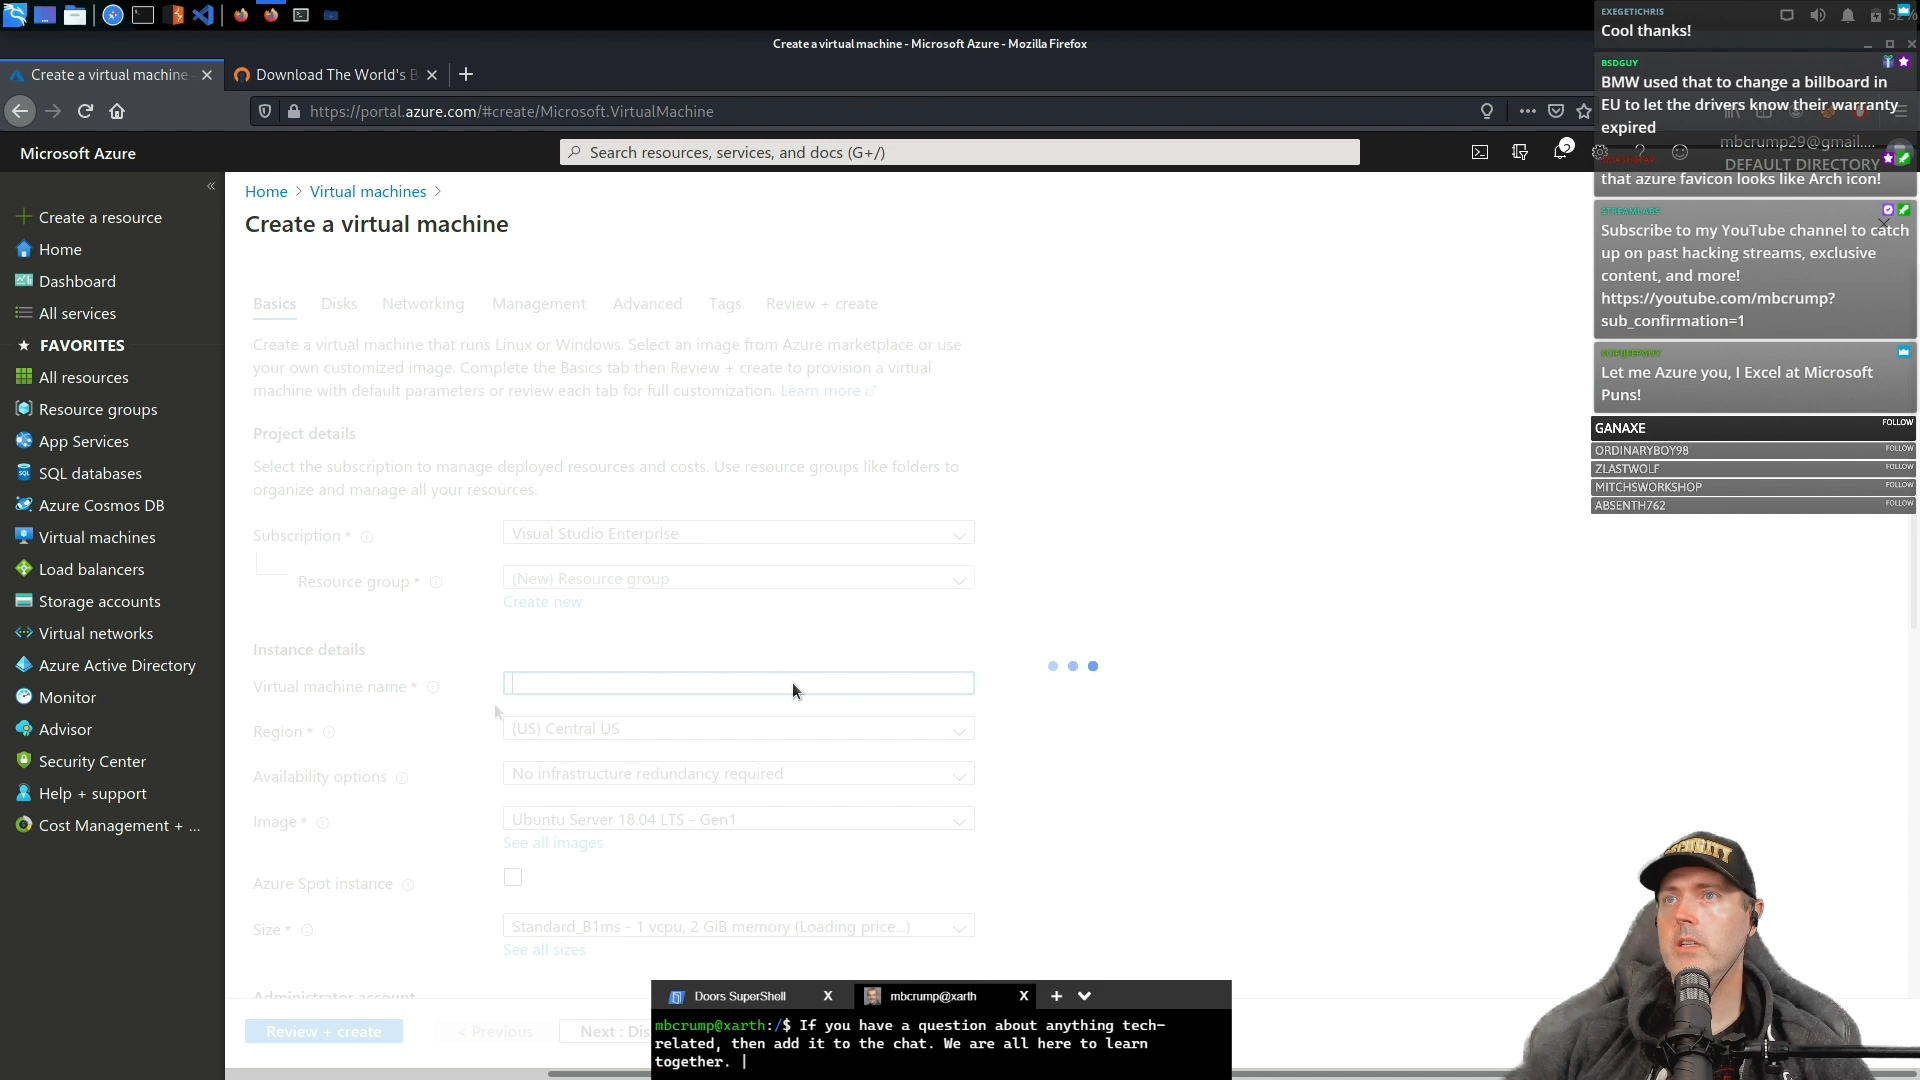 Create a virtual machine - Microsoft Azure - Mozilla Firefox
52%
Create a virtual machine
Download The World's B
https://portal.azure.com/#create/Microsoft.VirtualMachine
Microsoft Azure
Search resources, services, and docs (G+/)
2
mbcrump29@gmail....
DEFAULT DIRECTORY
Create a resource
Home
Dashboard
All services
FAVORITES
All resources
Resource groups
App Services
SQL databases
Azure Cosmos DB
Virtual machines
Load balancers
Storage accounts
Virtual networks
Azure Active Directory
Monitor
Advisor
Security Center
Help + support
Cost Management + ...
Home > Virtual machines >
Create a virtual machine
Basics Disks Networking Management Advanced Tags Review + create
Create a virtual machine that runs Linux or Windows. Select an image from Azure marketplace or use
your own customized image. Complete the Basics tab then Review + create to provision a virtual
machine with default parameters or review each tab for full customization. Learn more
Project details
Select the subscription to manage deployed resources and costs. Use resource groups like folders to
organize and manage all your resources.
Subscription * Visual Studio Enterprise
Resource group * (New) Resource group
Create new
Instance details
Virtual machine name *
Region * (US) Central US
Availability options No infrastructure redundancy required
Image * Ubuntu Server 18.04 LTS - Gen1
See all images
Azure Spot instance
Size * Standard_B1ms - 1 vcpu, 2 GiB memory (Loading price...)
See all sizes
Administrator account
Review + create < Previous Next : Dis
EXEGETICHRIS
Cool thanks!
BSDGUY
BMW used that to change a billboard in
EU to let the drivers know their warranty
expired
that azure favicon looks like Arch icon!
STREAMLABS
Subscribe to my YouTube channel to catch
up on past hacking streams, exclusive
content, and more!
https://youtube.com/mbcrump?
sub_confirmation=1
Let me Azure you, I Excel at Microsoft
Puns!
GANAXE FOLLOW
ORDINARYBOY98 FOLLOW
ZLASTWOLF FOLLOW
MITCHSWORKSHOP FOLLOW
ABSENTH762 FOLLOW
SECURITY
Doors SuperShell X mbcrump@xarth X +
mbcrump@xarth:/$ If you have a question about anything tech-
related, then add it to the chat. We are all here to learn
together.